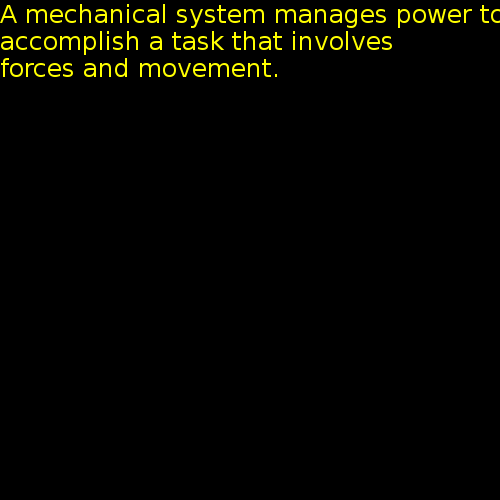 A mechanical system manages power to
accomplish a task that involves
forces and movement.